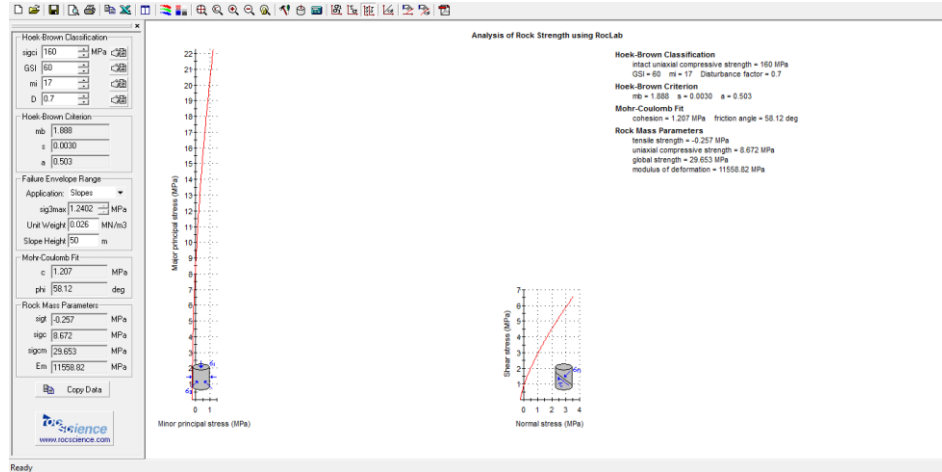 Hoek-Brown Classification
sigci 160 MPa
GSI 60
mi 17
D 0.7
Hoek-Brown Criterion
mb 1.888
s 0.0030
a 0.503
Failure Envelope Range
Application: Slopes
sig3max 1.2402 MPa
Unit Weight 0.026 MN/m3
Slope Height 50 m
Mohr-Coulomb Fit
c 1.207 MPa
phi 58.12 deg
Rock Mass Parameters
sigt -0.257 MPa
sigc 8.672 MPa
sigcm 29.653 MPa
Em 11558.82 MPa
Copy Data
rocscience
www.rocscience.com
Ready
Analysis of Rock Strength using RocLab
Hoek-Brown Classification
intact uniaxial compressive strength = 160 MPa
GSI = 60 mi = 17 Disturbance factor = 0.7
Hoek-Brown Criterion
mb = 1.888 s = 0.0030 a = 0.503
Mohr-Coulomb Fit
cohesion = 1.207 MPa friction angle = 58.12 deg
Rock Mass Parameters
tensile strength = -0.257 MPa
uniaxial compressive strength = 8.672 MPa
global strength = 29.653 MPa
modulus of deformation = 11558.82 MPa
Major principal stress (MPa)
22
21
20
19
18
17
16
15
14
13
12
11
10
9
8
7
6
5
4
3
2
1
0 1
Minor principal stress (MPa)
Shear stress (MPa)
7
6
5
4
3
2
1
0 1 2 3 4
Normal stress (MPa)